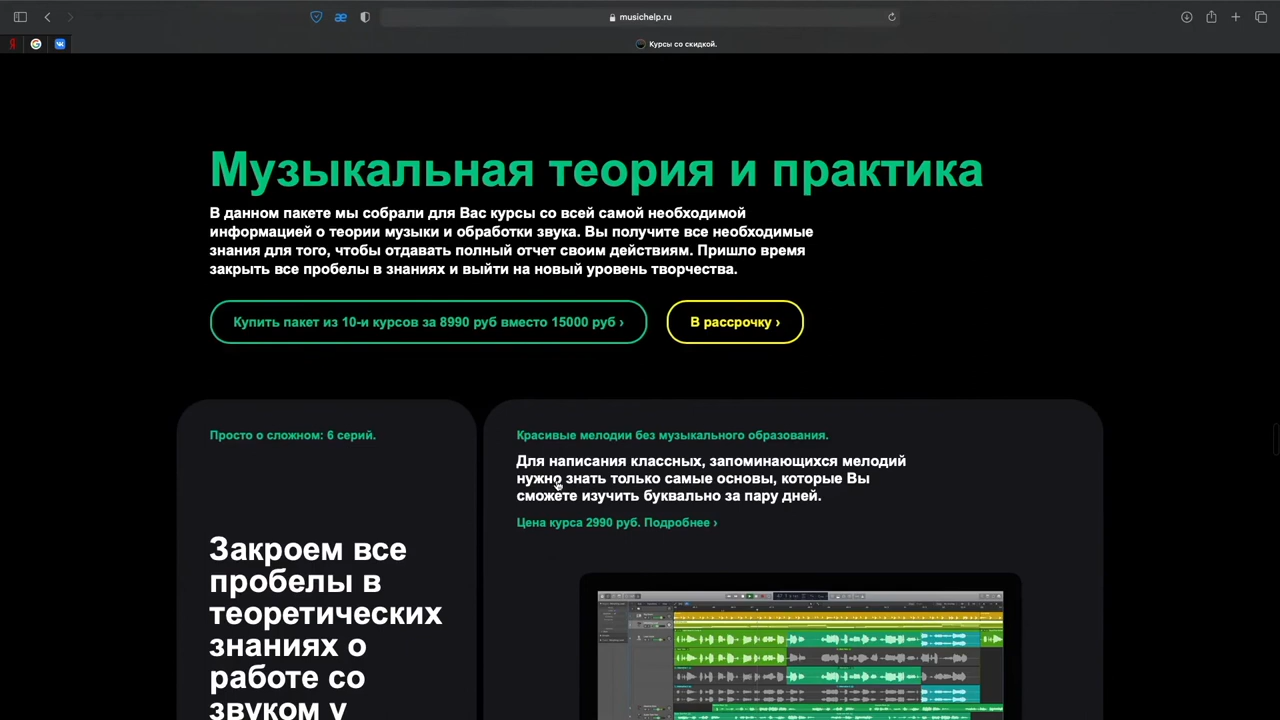 musichelp.ru
Курсы со скидкой.
Музыкальная теория и практика
В данном пакете мы собрали для Вас курсы со всей самой необходимой
информацией о теории музыки и обработки звука. Вы получите все необходимые
знания для того, чтобы отдавать полный отчет своим действиям. Пришло время
закрыть все пробелы в знаниях и выйти на новый уровень творчества.
Купить пакет из 10-и курсов за 8990 руб вместо 15000 руб ›
В рассрочку ›
Просто о сложном: 6 серий.
Закроем все
пробелы в
теоретических
знаниях о
работе со
звуком у
Красивые мелодии без музыкального образования.
Для написания классных, запоминающихся мелодий
нужно знать только самые основы, которые Вы
сможете изучить буквально за пару дней.
Цена курса 2990 руб. Подробнее ›